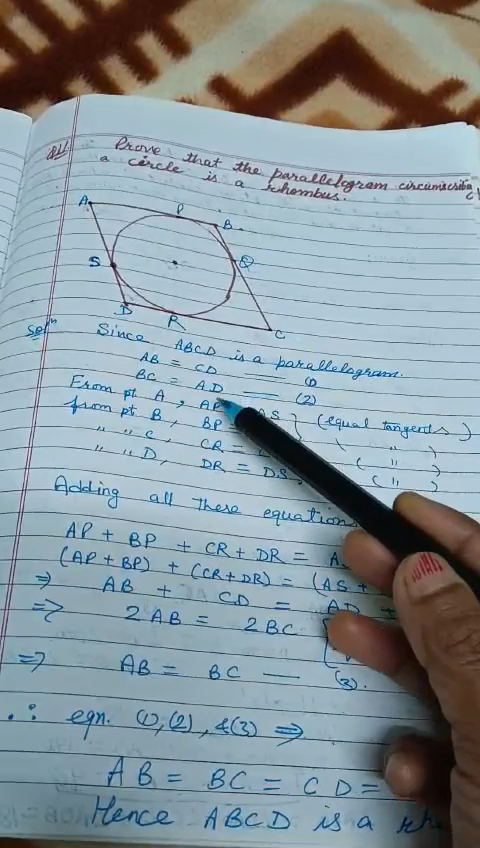 Q11 Prove that the parallelogram circumscribing
a circle is a rhombus.
A P B
S Q
D R C
Solⁿ Since ABCD is a parallelogram.
AB = CD —— (1)
BC = AD —— (2)
From pt A, AP AS } (equal tangents)
from pt B, BP ( " )
" " C, CR = ( " )
" " D, DR = DS. ( " )
Adding all these equations
AP + BP + CR + DR =
(AP + BP) + (CR + DR) = (AS +
⇒ AB + CD = AD +
⇒ 2AB = 2BC
⇒ AB = BC — (3).
∴ eqn. (1), (2), & (3) ⇒
AB = BC = CD =
Hence ABCD is a